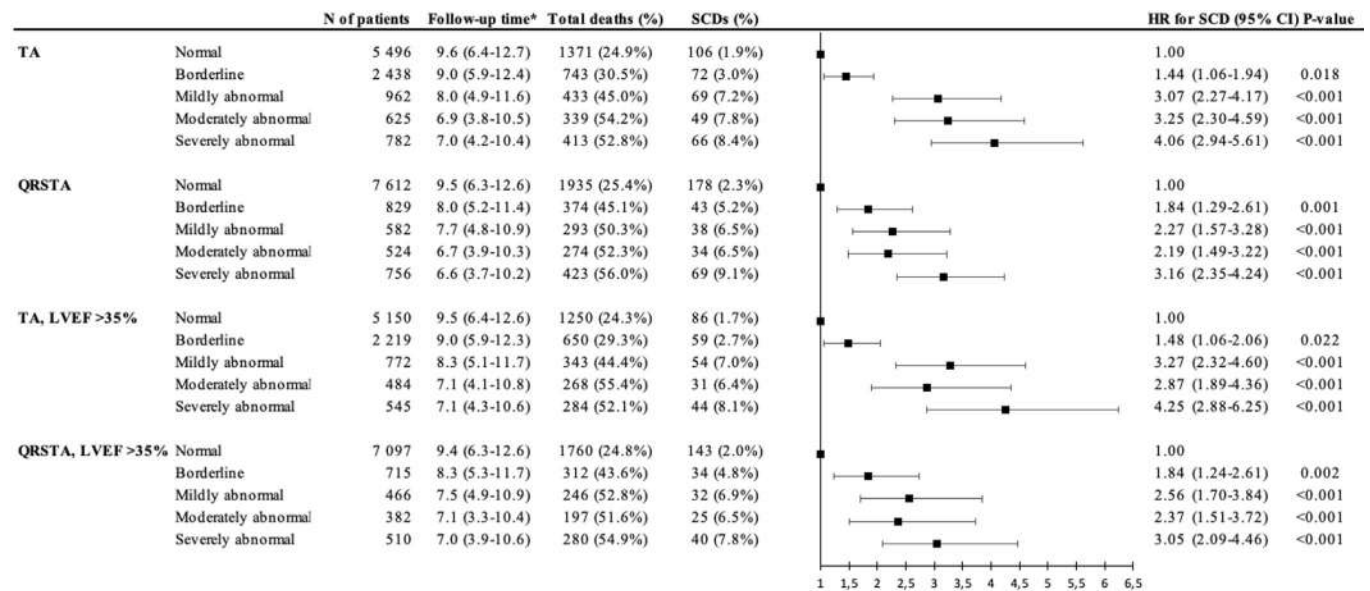 N of patients Follow-up time* Total deaths (%) SCDs (%) HR for SCD (95% CI) P-value
TA Normal 5 496 9.6 (6.4-12.7) 1371 (24.9%) 106 (1.9%) 1.00
Borderline 2 438 9.0 (5.9-12.4) 743 (30.5%) 72 (3.0%) 1.44 (1.06-1.94) 0.018
Mildly abnormal 962 8.0 (4.9-11.6) 433 (45.0%) 69 (7.2%) 3.07 (2.27-4.17) <0.001
Moderately abnormal 625 6.9 (3.8-10.5) 339 (54.2%) 49 (7.8%) 3.25 (2.30-4.59) <0.001
Severely abnormal 782 7.0 (4.2-10.4) 413 (52.8%) 66 (8.4%) 4.06 (2.94-5.61) <0.001
QRSTA Normal 7 612 9.5 (6.3-12.6) 1935 (25.4%) 178 (2.3%) 1.00
Borderline 829 8.0 (5.2-11.4) 374 (45.1%) 43 (5.2%) 1.84 (1.29-2.61) 0.001
Mildly abnormal 582 7.7 (4.8-10.9) 293 (50.3%) 38 (6.5%) 2.27 (1.57-3.28) <0.001
Moderately abnormal 524 6.7 (3.9-10.3) 274 (52.3%) 34 (6.5%) 2.19 (1.49-3.22) <0.001
Severely abnormal 756 6.6 (3.7-10.2) 423 (56.0%) 69 (9.1%) 3.16 (2.35-4.24) <0.001
TA, LVEF >35% Normal 5 150 9.5 (6.4-12.6) 1250 (24.3%) 86 (1.7%) 1.00
Borderline 2 219 9.0 (5.9-12.3) 650 (29.3%) 59 (2.7%) 1.48 (1.06-2.06) 0.022
Mildly abnormal 772 8.3 (5.1-11.7) 343 (44.4%) 54 (7.0%) 3.27 (2.32-4.60) <0.001
Moderately abnormal 484 7.1 (4.1-10.8) 268 (55.4%) 31 (6.4%) 2.87 (1.89-4.36) <0.001
Severely abnormal 545 7.1 (4.3-10.6) 284 (52.1%) 44 (8.1%) 4.25 (2.88-6.25) <0.001
QRSTA, LVEF >35% Normal 7 097 9.4 (6.3-12.6) 1760 (24.8%) 143 (2.0%) 1.00
Borderline 715 8.3 (5.3-11.7) 312 (43.6%) 34 (4.8%) 1.84 (1.24-2.61) 0.002
Mildly abnormal 466 7.5 (4.9-10.9) 246 (52.8%) 32 (6.9%) 2.56 (1.70-3.84) <0.001
Moderately abnormal 382 7.1 (3.3-10.4) 197 (51.6%) 25 (6.5%) 2.37 (1.51-3.72) <0.001
Severely abnormal 510 7.0 (3.9-10.6) 280 (54.9%) 40 (7.8%) 3.05 (2.09-4.46) <0.001
1 1,5 2 2,5 3 3,5 4 4,5 5 5,5 6 6,5